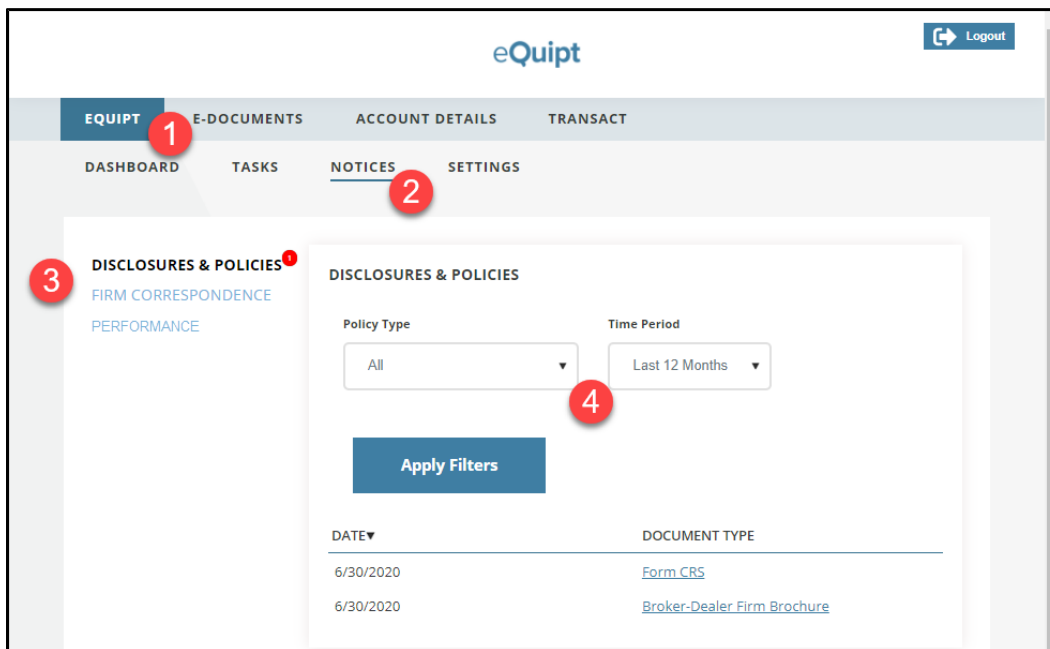 eQuipt
Logout
EQUIPT E-DOCUMENTS ACCOUNT DETAILS TRANSACT
1
DASHBOARD TASKS NOTICES SETTINGS
2
DISCLOSURES & POLICIES 1
3
FIRM CORRESPONDENCE
PERFORMANCE
DISCLOSURES & POLICIES
Policy Type Time Period
All ▼ Last 12 Months ▼
4
Apply Filters
DATE▼ DOCUMENT TYPE
6/30/2020 Form CRS
6/30/2020 Broker-Dealer Firm Brochure